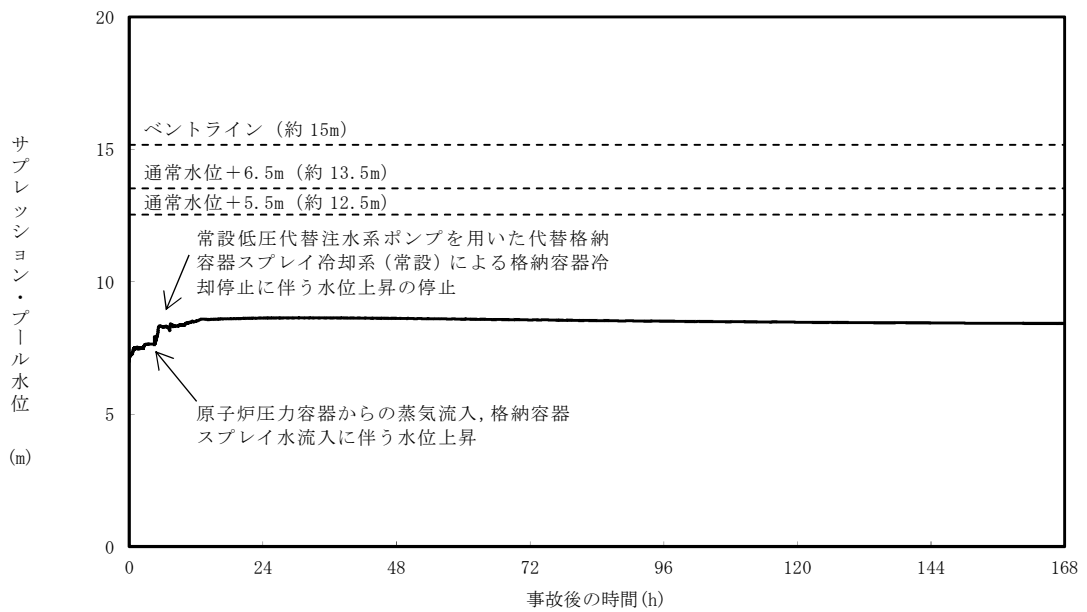 20
ベントライン (約 15m)
15
通常水位＋6.5m (約 13.5m)
通常水位＋5.5m (約 12.5m)
常設低圧代替注水系ポンプを用いた代替格納
容器スプレイ冷却系(常設)による格納容器冷
却停止に伴う水位上昇の停止
10
サプレッション・プール水位 (m)
5
原子炉圧力容器からの蒸気流入,格納容器
スプレイ水流入に伴う水位上昇
0
0 24 48 72 96 120 144 168
事故後の時間(h)